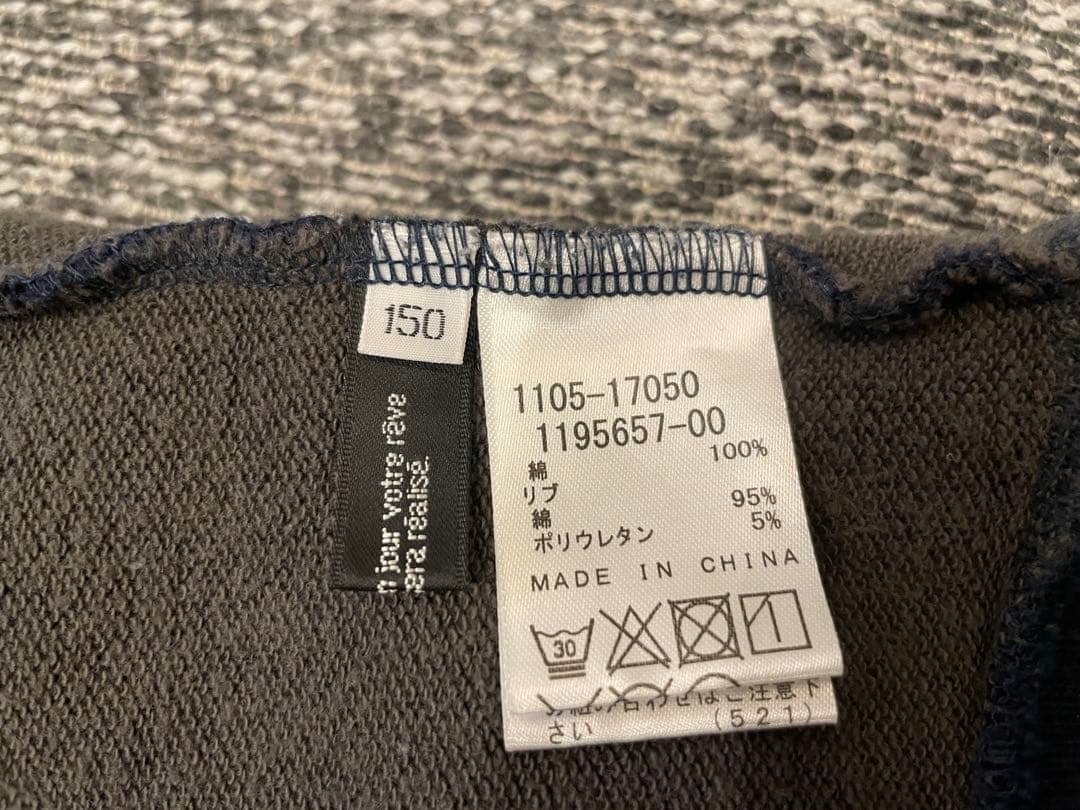 150
jour votre rêve
réalisé.
1105-17050
1195657-00
綿 100%
リブ
綿 95%
ポリウレタン 5%
MADE IN CHINA
30
さい (521)